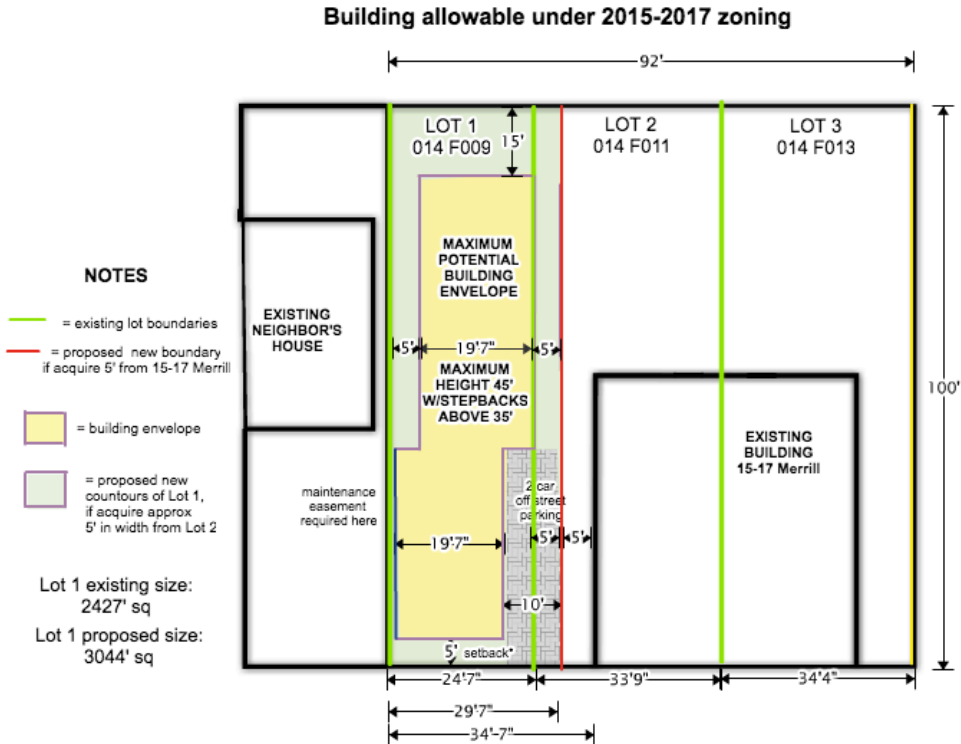 Building allowable under 2015-2017 zoning
92'
LOT 1
014 F009
15'
LOT 2
014 F011
LOT 3
014 F013
MAXIMUM
POTENTIAL
BUILDING
ENVELOPE
NOTES
= existing lot boundaries
= proposed new boundary
if acquire 5' from 15-17 Merrill
= building envelope
= proposed new
countours of Lot 1,
if acquire approx
5' in width from Lot 2
Lot 1 existing size:
2427' sq
Lot 1 proposed size:
3044' sq
EXISTING
NEIGHBOR'S
HOUSE
5'
19'7"
5'
MAXIMUM
HEIGHT 45'
W/STEPBACKS
ABOVE 35'
100'
EXISTING
BUILDING
15-17 Merrill
maintenance
easement
required here
2 car
off street
parking
19'7"
5'
5'
10'
5' setback*
24'7"
33'9"
34'4"
29'7"
34'-7"